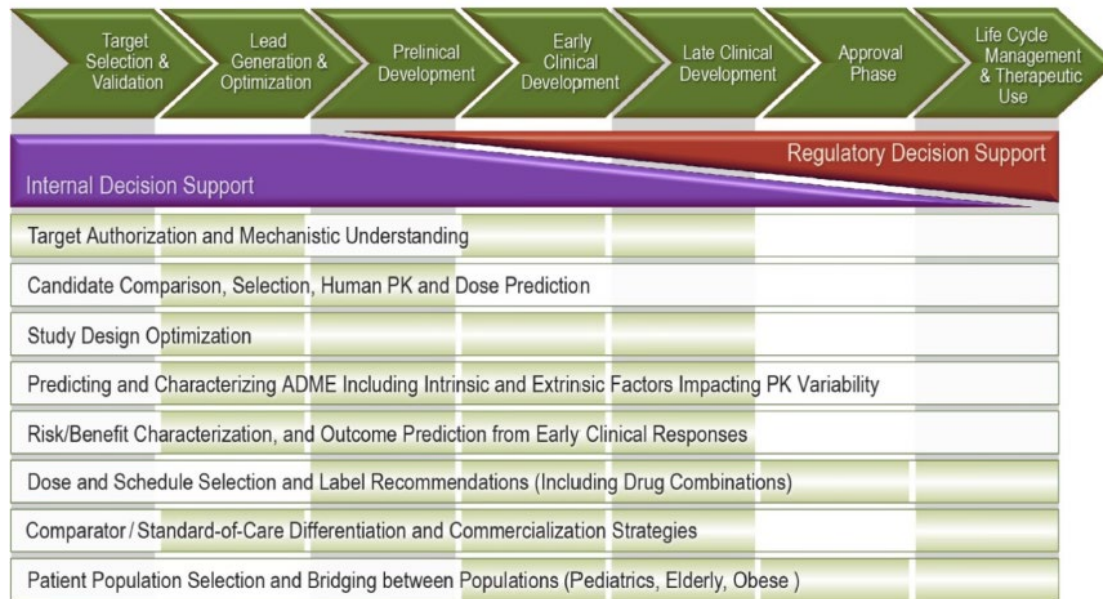 Target
Selection &
Validation
Lead
Generation &
Optimization
Prelinical
Development
Early
Clinical
Development
Late Clinical
Development
Approval
Phase
Life Cycle
Management
& Therapeutic
Use
Regulatory Decision Support
Internal Decision Support
Target Authorization and Mechanistic Understanding
Candidate Comparison, Selection, Human PK and Dose Prediction
Study Design Optimization
Predicting and Characterizing ADME Including Intrinsic and Extrinsic Factors Impacting PK Variability
Risk/Benefit Characterization, and Outcome Prediction from Early Clinical Responses
Dose and Schedule Selection and Label Recommendations (Including Drug Combinations)
Comparator/Standard-of-Care Differentiation and Commercialization Strategies
Patient Population Selection and Bridging between Populations (Pediatrics, Elderly, Obese )